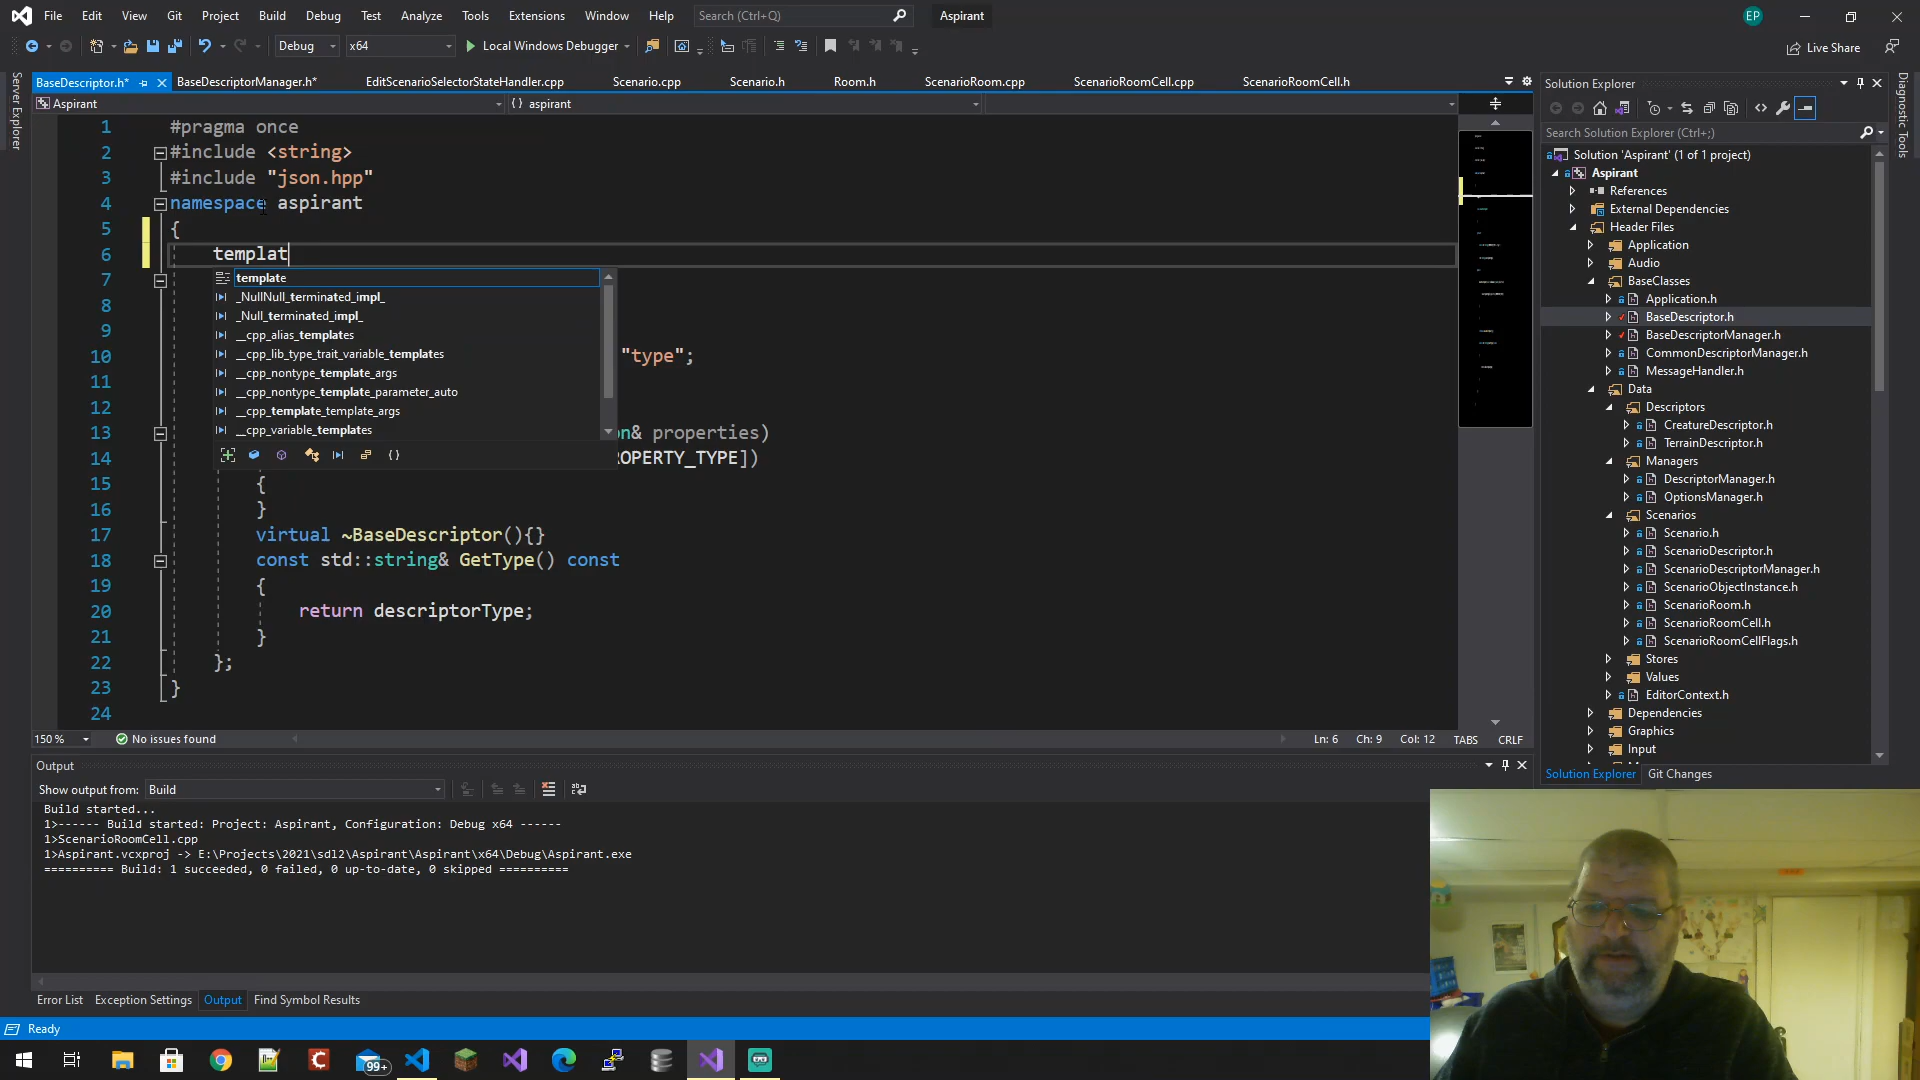 File Edit View Git Project Build Debug Test Analyze Tools Extensions Window Help Search (Ctrl+Q) Aspirant EP
Debug x64 Local Windows Debugger Live Share
BaseDescriptor.h* BaseDescriptorManager.h* EditScenarioSelectorStateHandler.cpp Scenario.cpp Scenario.h Room.h ScenarioRoom.cpp ScenarioRoomCell.cpp ScenarioRoomCell.h
Aspirant {} aspirant
1 #pragma once
2 #include <string>
3 #include "json.hpp"
4 namespace aspirant
5 {
6 templat
7
8
9
10 "type";
11
12
13 n& properties)
14 ROPERTY_TYPE])
15 {
16 }
17 virtual ~BaseDescriptor(){}
18 const std::string& GetType() const
19 {
20 return descriptorType;
21 }
22 };
23 }
24
template
_NullNull_terminated_impl_
_Null_terminated_impl_
__cpp_alias_templates
__cpp_lib_type_trait_variable_templates
__cpp_nontype_template_args
__cpp_nontype_template_parameter_auto
__cpp_template_template_args
__cpp_variable_templates
{}
150 % No issues found Ln: 6 Ch: 9 Col: 12 TABS CRLF
Output
Show output from: Build
Build started...
1>------ Build started: Project: Aspirant, Configuration: Debug x64 ------
1>ScenarioRoomCell.cpp
1>Aspirant.vcxproj -> E:\Projects\2021\sdl2\Aspirant\Aspirant\x64\Debug\Aspirant.exe
========== Build: 1 succeeded, 0 failed, 0 up-to-date, 0 skipped ==========
Error List Exception Settings Output Find Symbol Results
Ready
99+
Server Explorer
Solution Explorer
Search Solution Explorer (Ctrl+;)
Solution 'Aspirant' (1 of 1 project)
Aspirant
References
External Dependencies
Header Files
Application
Audio
BaseClasses
Application.h
BaseDescriptor.h
BaseDescriptorManager.h
CommonDescriptorManager.h
MessageHandler.h
Data
Descriptors
CreatureDescriptor.h
TerrainDescriptor.h
Managers
DescriptorManager.h
OptionsManager.h
Scenarios
Scenario.h
ScenarioDescriptor.h
ScenarioDescriptorManager.h
ScenarioObjectInstance.h
ScenarioRoom.h
ScenarioRoomCell.h
ScenarioRoomCellFlags.h
Stores
Values
EditorContext.h
Dependencies
Graphics
Input
Solution Explorer Git Changes
Diagnostic Tools